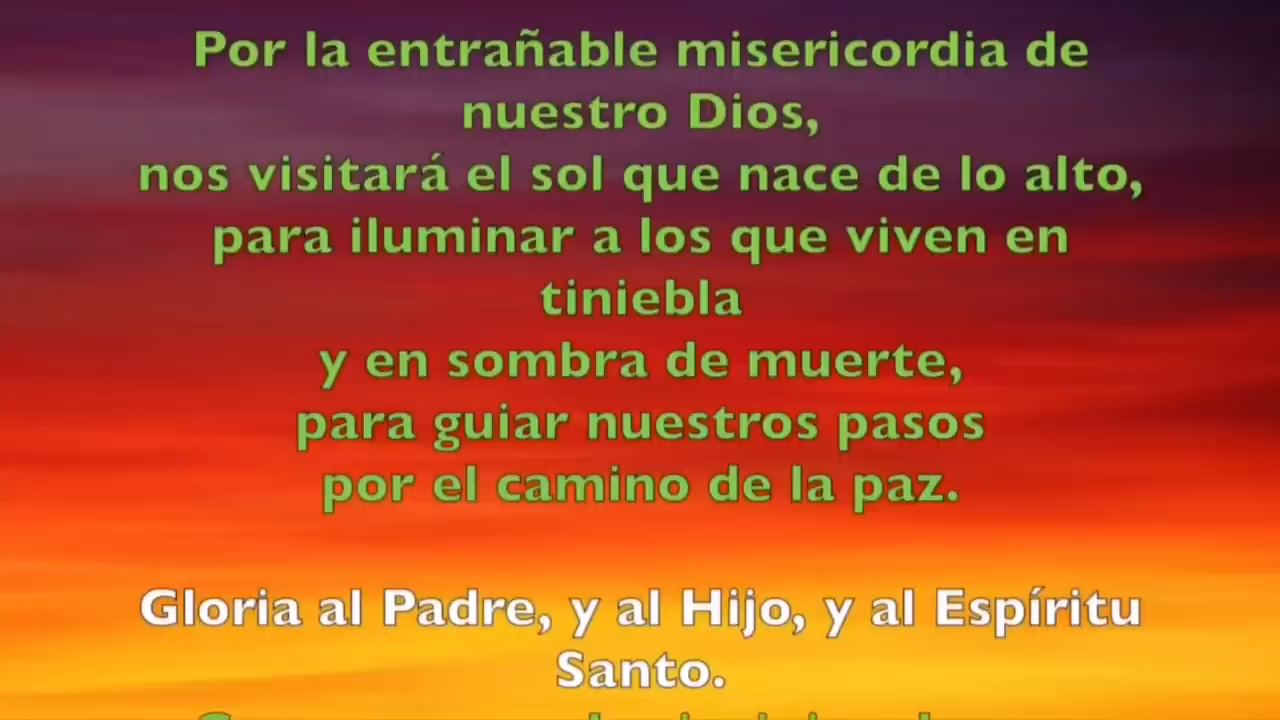 Por la entrañable misericordia de
nuestro Dios,
nos visitará el sol que nace de lo alto,
para iluminar a los que viven en
tiniebla
y en sombra de muerte,
para guiar nuestros pasos
por el camino de la paz.
Gloria al Padre, y al Hijo, y al Espíritu
Santo.